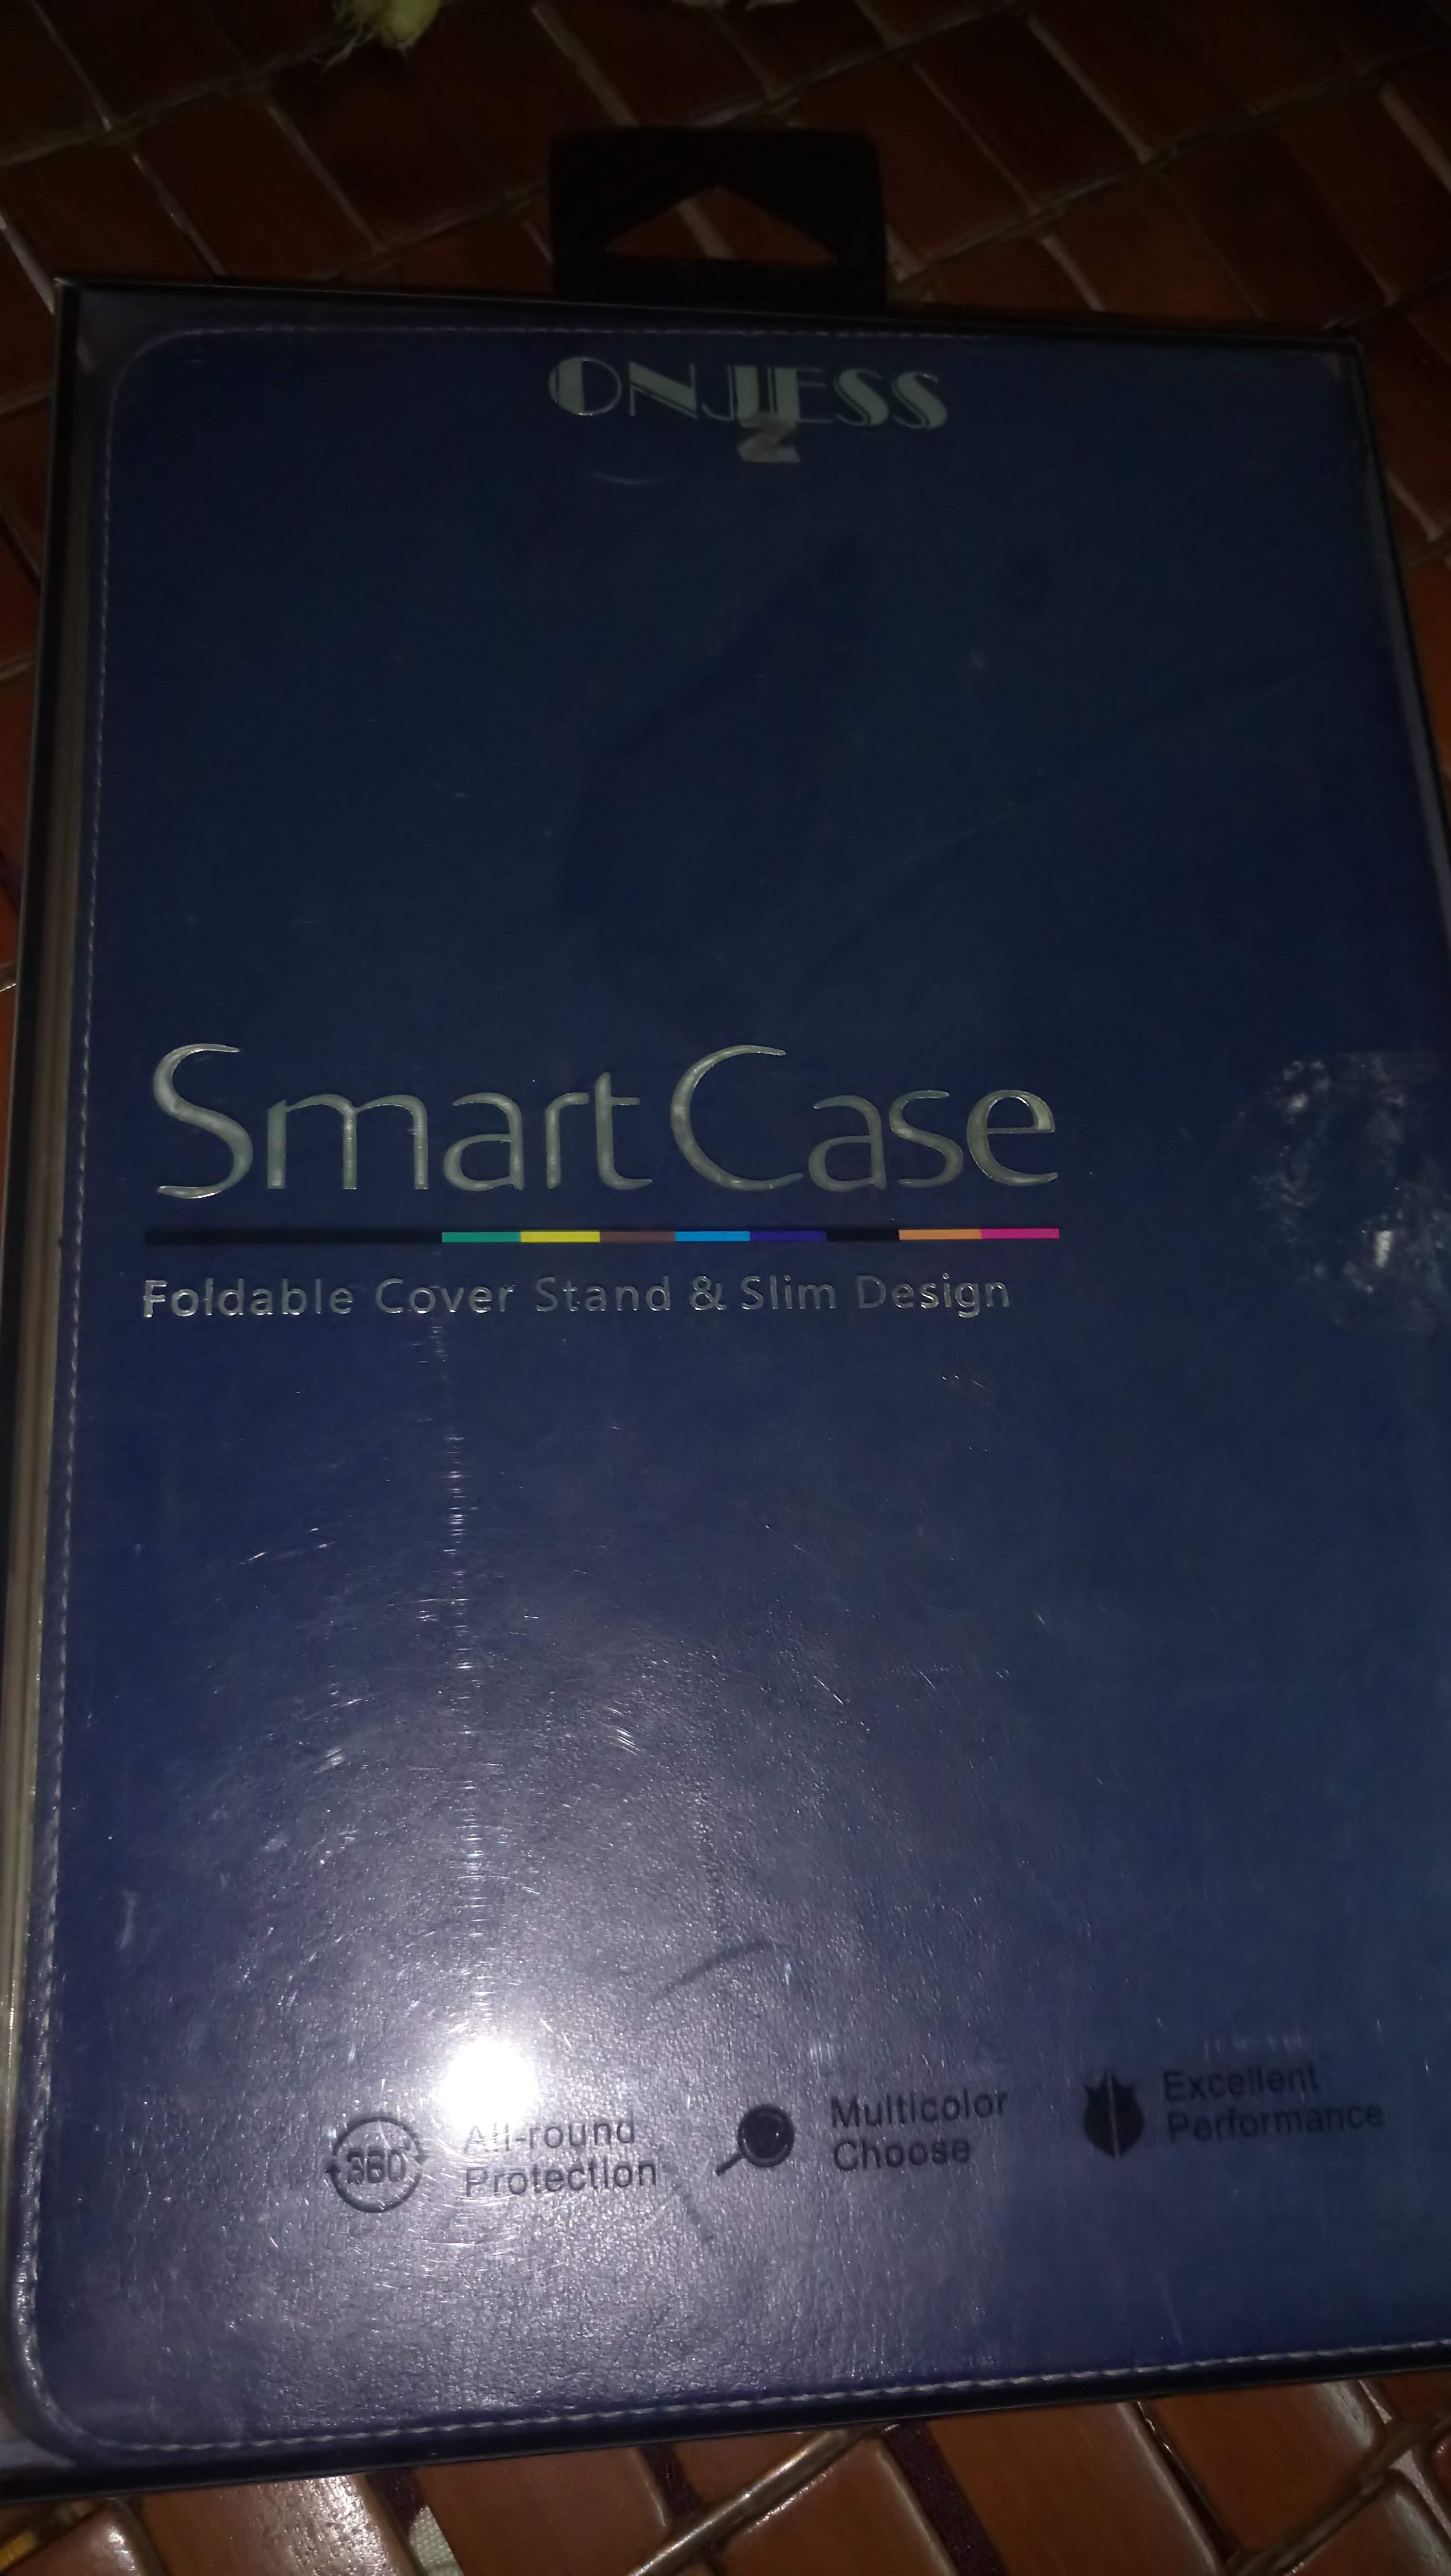 ONJESS
Smart Case
Foldable Cover Stand & Slim Design
360°
All-round
Protection
Multicolor
Choose
Excellent
Performance